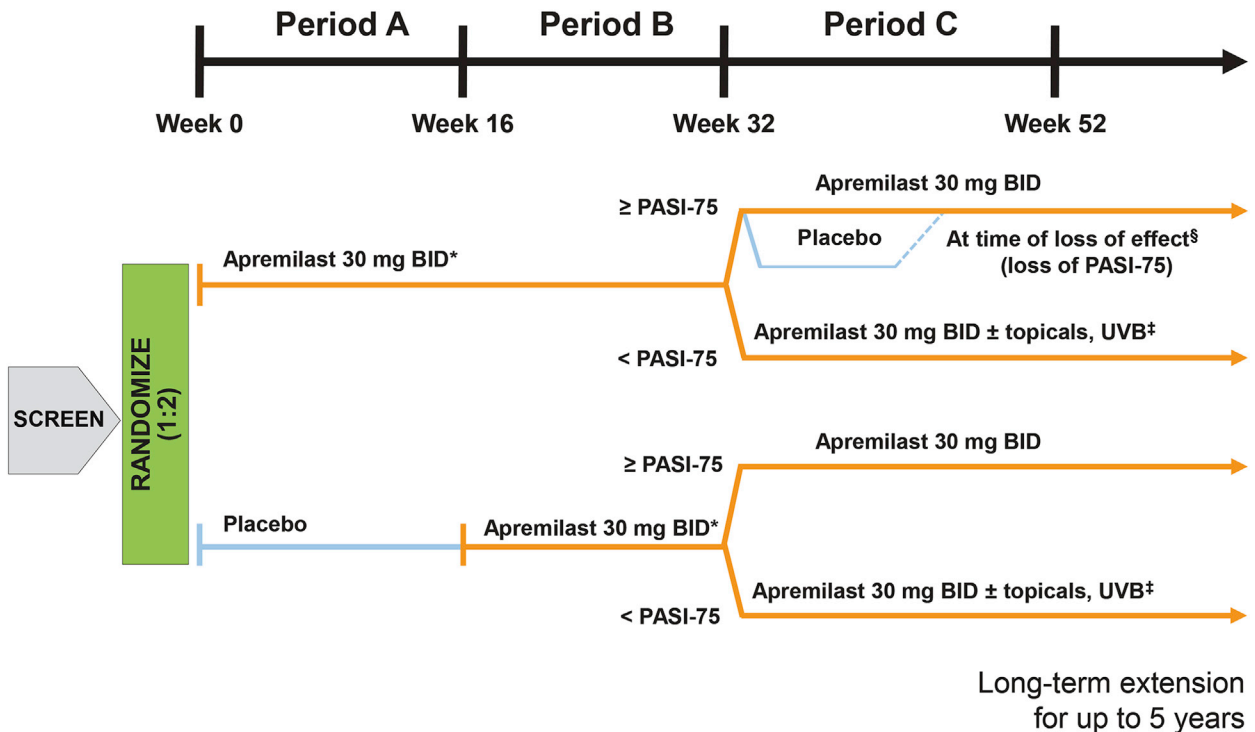 Period A
Period B
Period C
Week 0
Week 16
Week 32
Week 52
Apremilast 30 mg BID
≥ PASI-75
Placebo
At time of loss of effect§
(loss of PASI-75)
Apremilast 30 mg BID*
Apremilast 30 mg BID ± topicals, UVB‡
< PASI-75
SCREEN
RANDOMIZE
(1:2)
Apremilast 30 mg BID
≥ PASI-75
Placebo
Apremilast 30 mg BID*
Apremilast 30 mg BID ± topicals, UVB‡
< PASI-75
Long-term extension
for up to 5 years